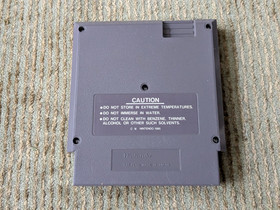 CAUTION
●DO NOT STORE IN EXTREME TEMPERATURES.
●DO NOT IMMERSE IN WATER.
●DO NOT CLEAN WITH BENZENE, THINNER,
ALCOHOL OR OTHER SUCH SOLVENTS.
NINTENDO